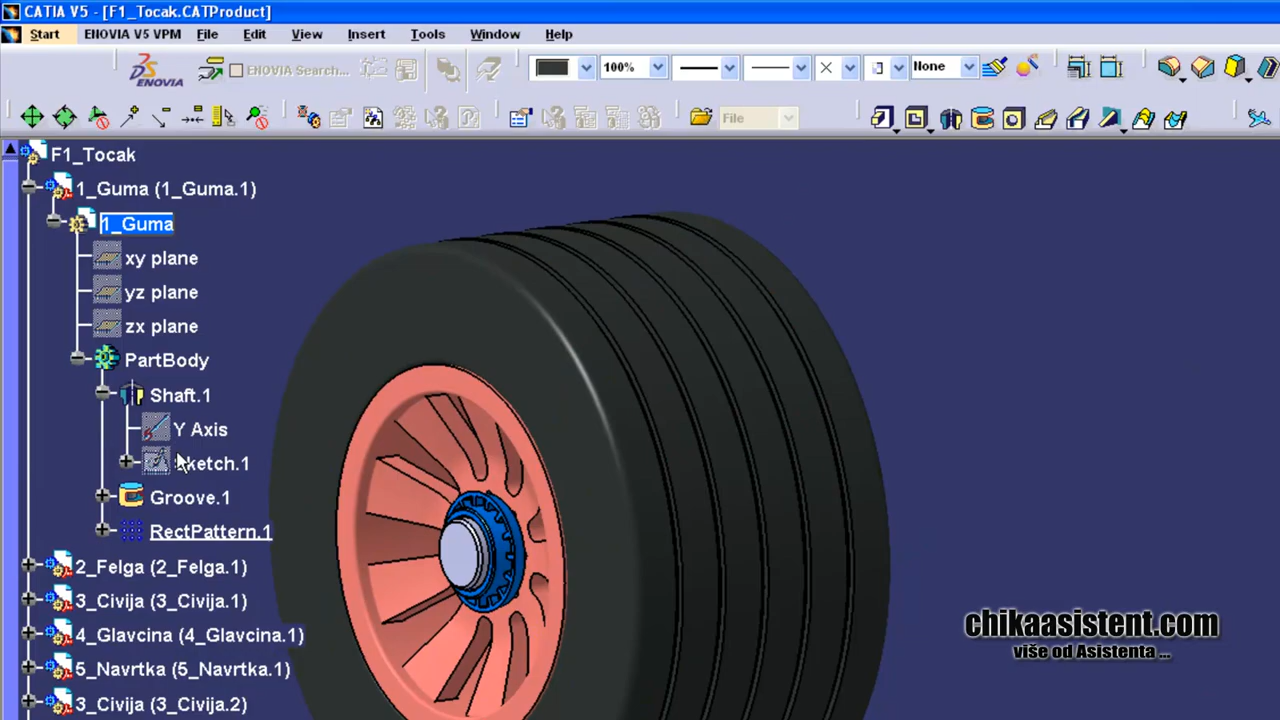 CATIA V5 - [F1_Tocak.CATProduct]
Start ENOVIA V5 VPM File Edit View Insert Tools Window Help
ENOVIA
ENOVIA Search...
100%
None
File
F1_Tocak
1_Guma (1_Guma.1)
1_Guma
xy plane
yz plane
zx plane
PartBody
Shaft.1
Y Axis
Sketch.1
Groove.1
RectPattern.1
2_Felga (2_Felga.1)
3_Civija (3_Civija.1)
4_Glavcina (4_Glavcina.1)
5_Navrtka (5_Navrtka.1)
3_Civija (3_Civija.2)
chikaasistent.com
više od Asistenta ...